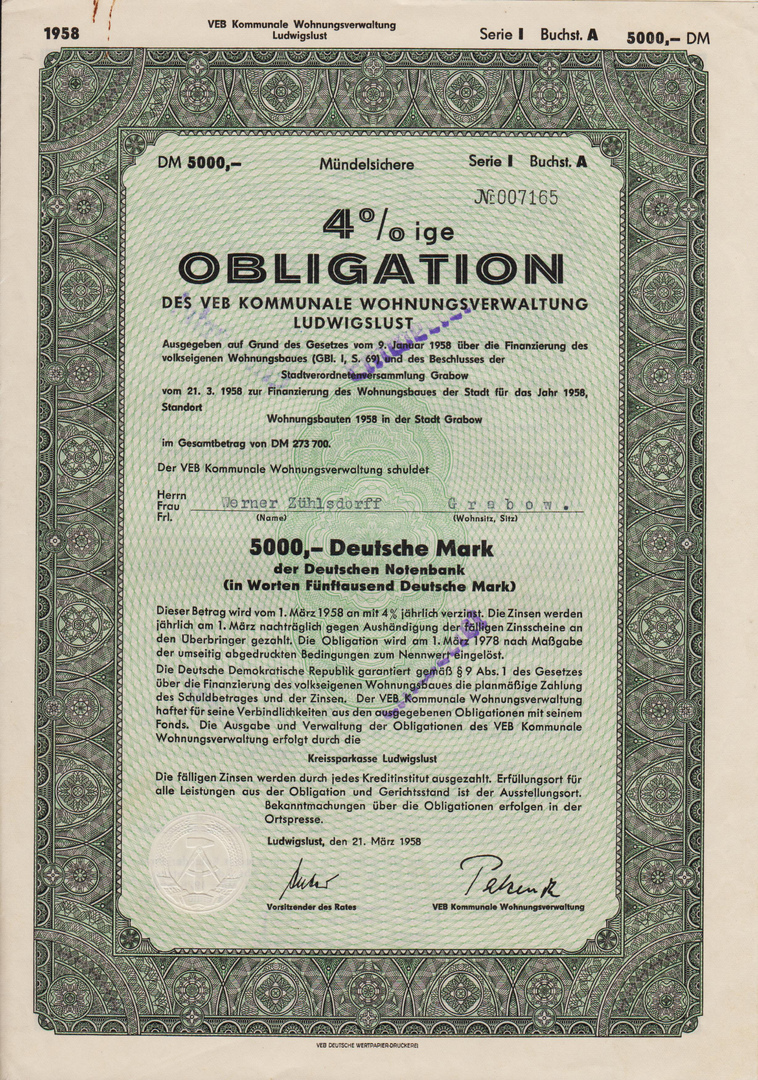 1958
VEB Kommunale Wohnungsverwaltung
Ludwigslust
Serie I Buchst. A 5000,– DM
DM 5000,–
Mündelsichere
Serie I Buchst. A
№ 007165
4%ige
OBLIGATION
DES VEB KOMMUNALE WOHNUNGSVERWALTUNG
LUDWIGSLUST
Ausgegeben auf Grund des Gesetzes vom 9. Januar 1958 über die Finanzierung des
volkseigenen Wohnungsbaues (GBl. I, S. 69) und des Beschlusses der
Stadtverordnetenversammlung Grabow
vom 21. 3. 1958 zur Finanzierung des Wohnungsbaues der Stadt für das Jahr 1958,
Standort
Wohnungsbauten 1958 in der Stadt Grabow
im Gesamtbetrag von DM 273 700.
Der VEB Kommunale Wohnungsverwaltung schuldet
Herrn
Frau Werner Zühlsdorff Grabow.
Frl. (Name) (Wohnsitz, Sitz)
5000,– Deutsche Mark
der Deutschen Notenbank
(in Worten Fünftausend Deutsche Mark)
Dieser Betrag wird vom 1. März 1958 an mit 4% jährlich verzinst. Die Zinsen werden
jährlich am 1. März nachträglich gegen Aushändigung der fälligen Zinsscheine an
den Überbringer gezahlt. Die Obligation wird am 1. März 1978 nach Maßgabe
der umseitig abgedruckten Bedingungen zum Nennwert eingelöst.
Die Deutsche Demokratische Republik garantiert gemäß § 9 Abs. 1 des Gesetzes
über die Finanzierung des volkseigenen Wohnungsbaues die planmäßige Zahlung
des Schuldbetrages und der Zinsen. Der VEB Kommunale Wohnungsverwaltung
haftet für seine Verbindlichkeiten aus den ausgegebenen Obligationen mit seinem
Fonds. Die Ausgabe und Verwaltung der Obligationen des VEB Kommunale
Wohnungsverwaltung erfolgt durch die
Kreissparkasse Ludwigslust
Die fälligen Zinsen werden durch jedes Kreditinstitut ausgezahlt. Erfüllungsort für
alle Leistungen aus der Obligation und Gerichtsstand ist der Ausstellungsort.
Bekanntmachungen über die Obligationen erfolgen in der
Ortspresse.
Ludwigslust, den 21. März 1958
Vorsitzender des Rates
VEB Kommunale Wohnungsverwaltung
VEB DEUTSCHE WERTPAPIER-DRUCKEREI